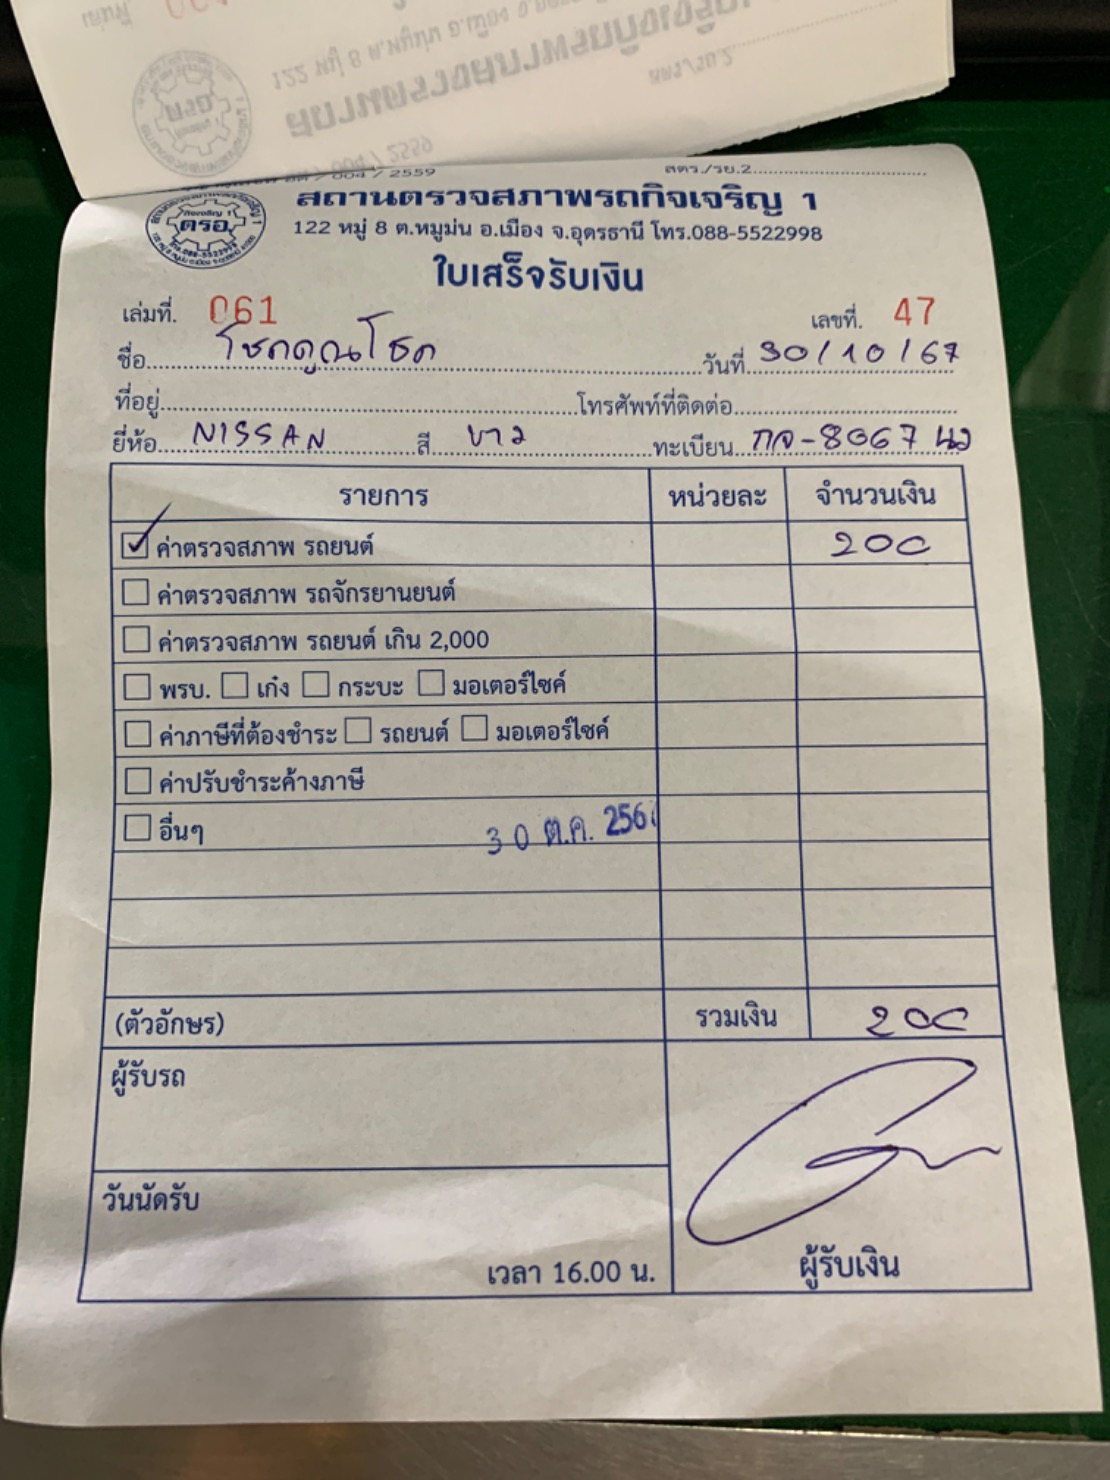 004 / 2559
สตร./รย.2
สถานตรวจสภาพรถกิจเจริญ 1
ตรอ.
122 หมู่ 8 ต.หมูม่น อ.เมือง จ.อุดรธานี โทร.088-5522998
ใบเสร็จรับเงิน
เล่มที่. 061 เลขที่. 47
ชื่อ โชคคูณโชค วันที่ 30/10/67
ที่อยู่ โทรศัพท์ที่ติดต่อ
ยี่ห้อ NISSAN สี ขาว ทะเบียน กจ-8067 นว
รายการ หน่วยละ จำนวนเงิน
ค่าตรวจสภาพ รถยนต์ 200
ค่าตรวจสภาพ รถจักรยานยนต์
ค่าตรวจสภาพ รถยนต์ เกิน 2,000
พรบ. เก๋ง กระบะ มอเตอร์ไซค์
ค่าภาษีที่ต้องชำระ รถยนต์ มอเตอร์ไซค์
ค่าปรับชำระค้างภาษี
อื่นๆ
30 ต.ค. 2567
(ตัวอักษร) รวมเงิน 200
ผู้รับรถ
วันนัดรับ
เวลา 16.00 น. ผู้รับเงิน